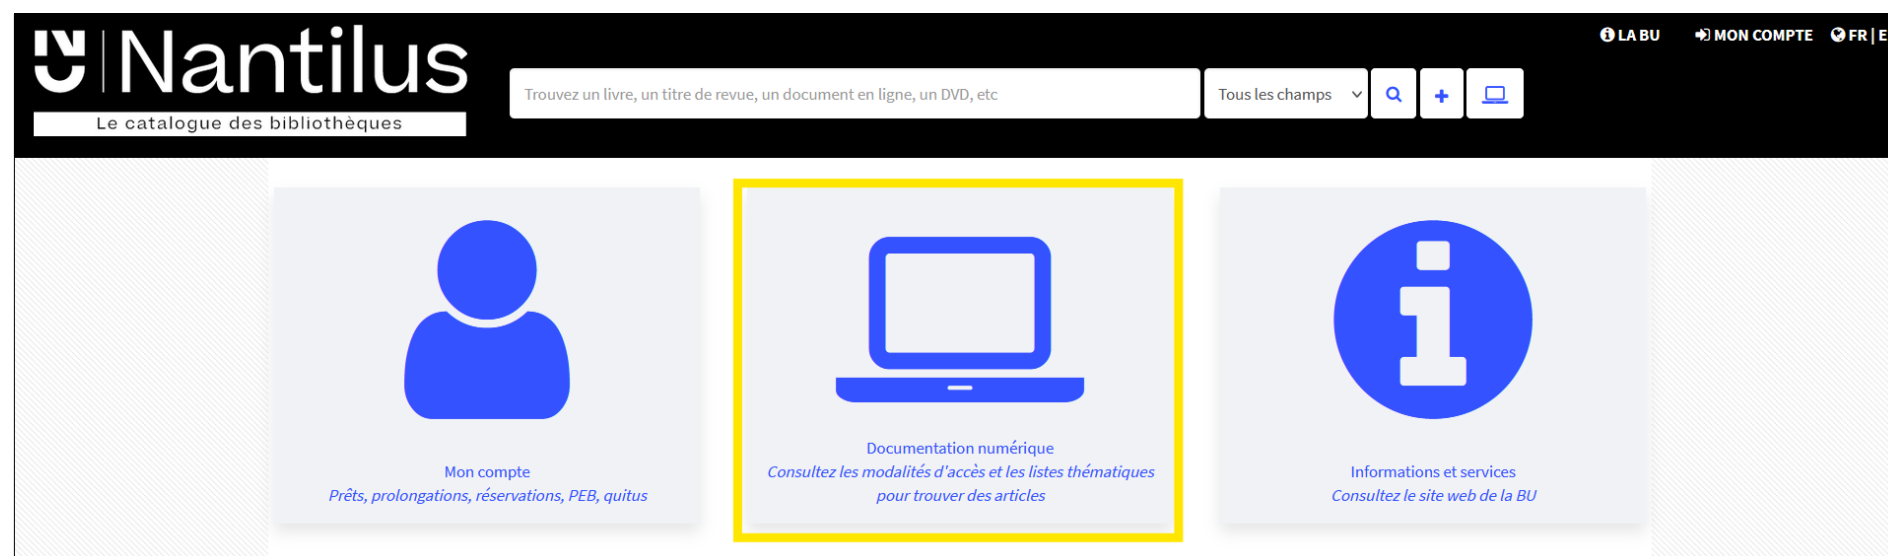 LA BU MON COMPTE FR | E
Nantilus
Le catalogue des bibliothèques
Trouvez un livre, un titre de revue, un document en ligne, un DVD, etc
Tous les champs
Mon compte
Prêts, prolongations, réservations, PEB, quitus
Documentation numérique
Consultez les modalités d'accès et les listes thématiques
pour trouver des articles
Informations et services
Consultez le site web de la BU